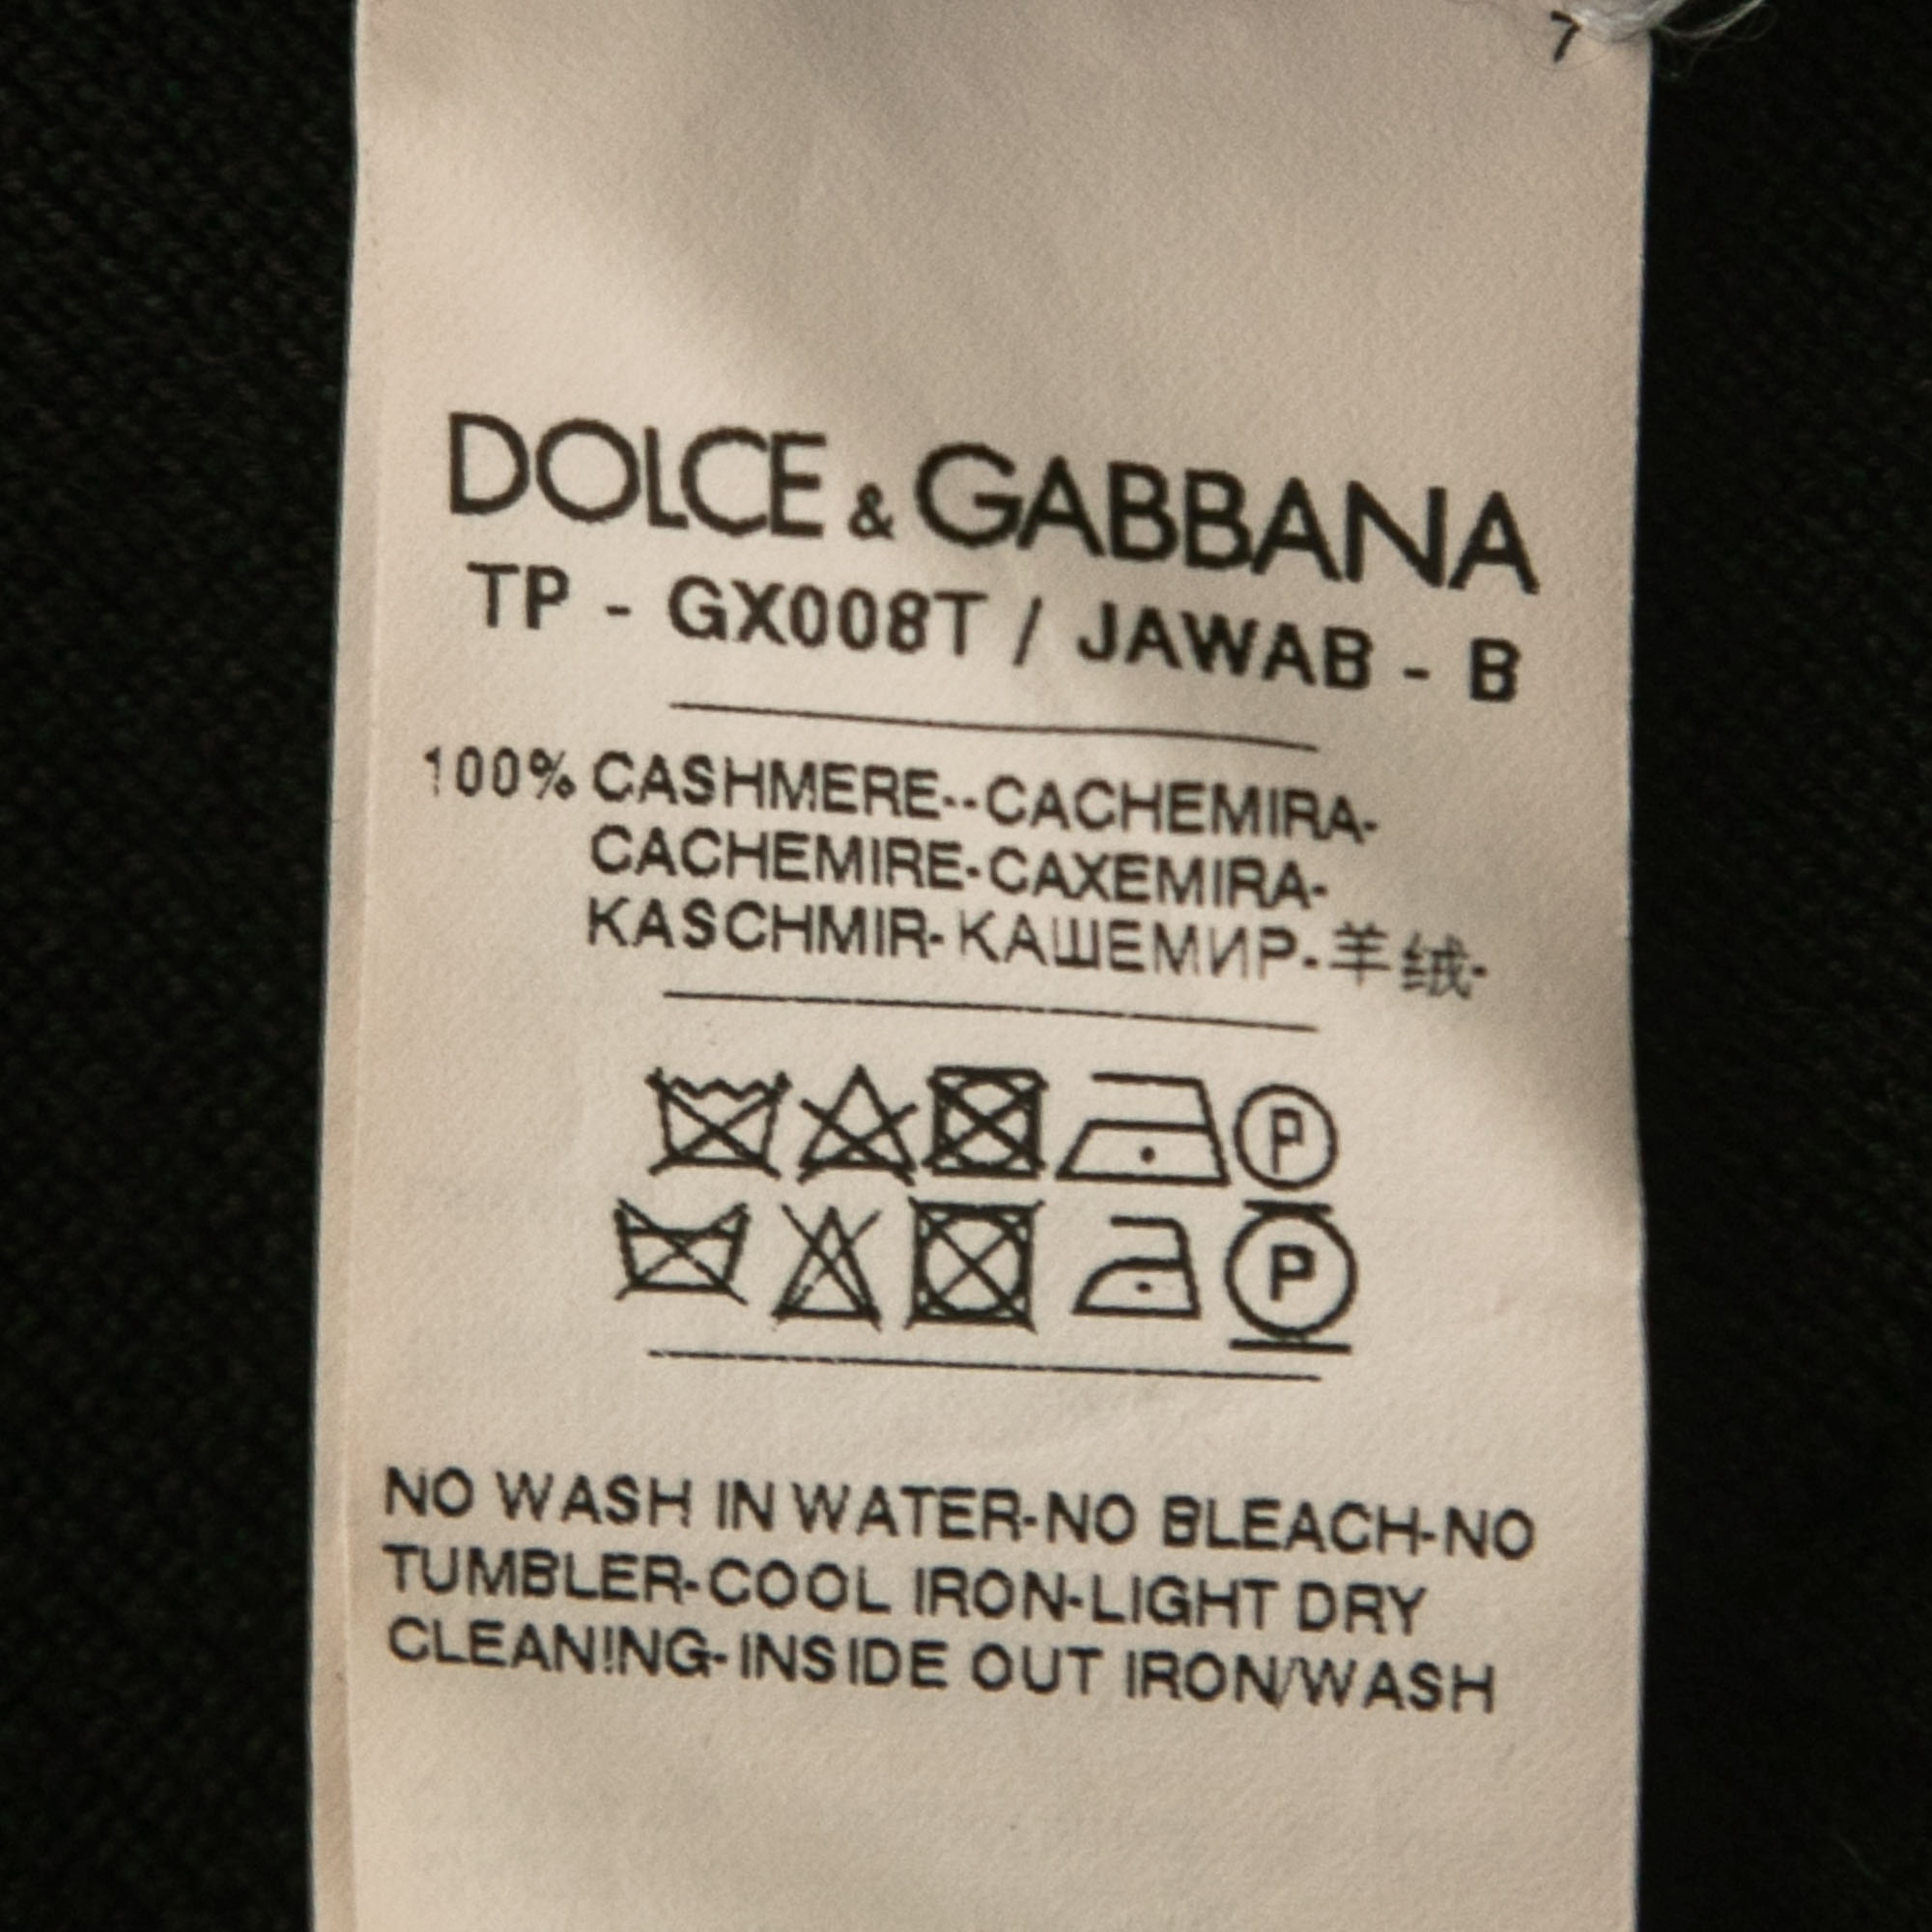 7
DOLCE & GABBANA
TP - GX008T / JAWAB - B
100% CASHMERE--CACHEMIRA-
CACHEMIRE-CAXEMIRA-
KASCHMIR-КАШЕМИР-羊绒-
P
P
NO WASH IN WATER-NO BLEACH-NO
TUMBLER-COOL IRON-LIGHT DRY
CLEANING-INSIDE OUT IRON/WASH